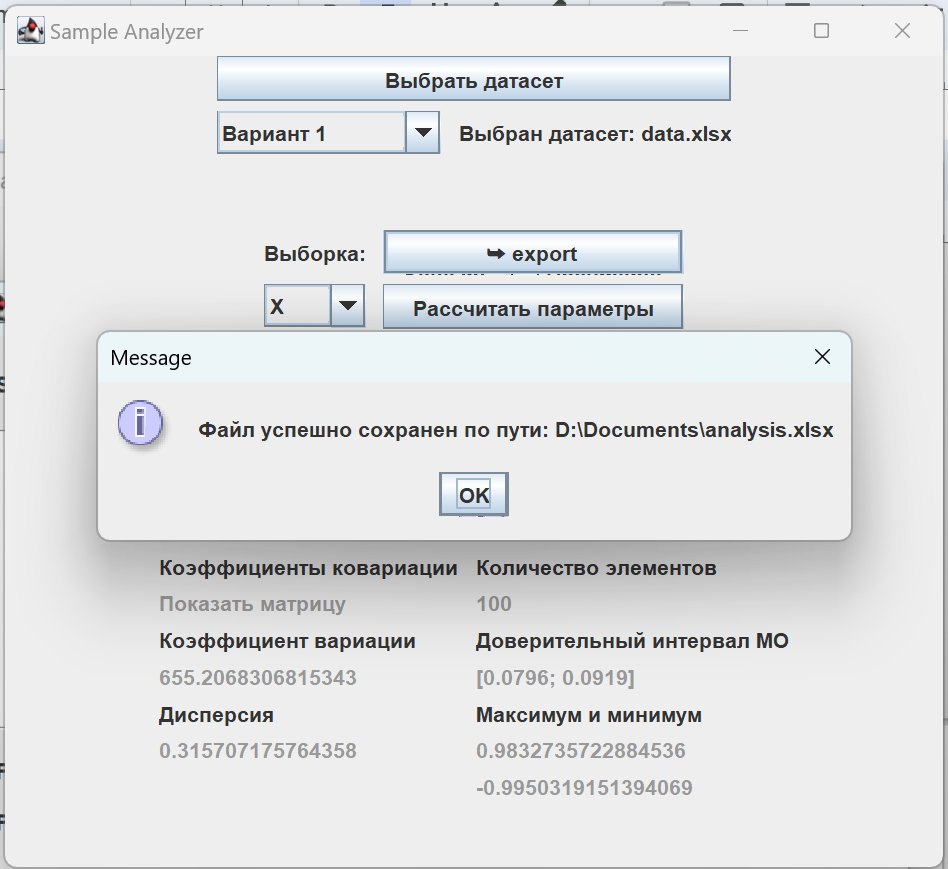 Sample Analyzer
Выбрать датасет
Вариант 1 Выбран датасет: data.xlsx
Выборка: ➥ export
X Рассчитать параметры
Message
Файл успешно сохранен по пути: D:\Documents\analysis.xlsx
OK
Коэффициенты ковариации Количество элементов
Показать матрицу 100
Коэффициент вариации Доверительный интервал МО
655.2068306815343 [0.0796; 0.0919]
Дисперсия Максимум и минимум
0.315707175764358 0.9832735722884536
-0.9950319151394069